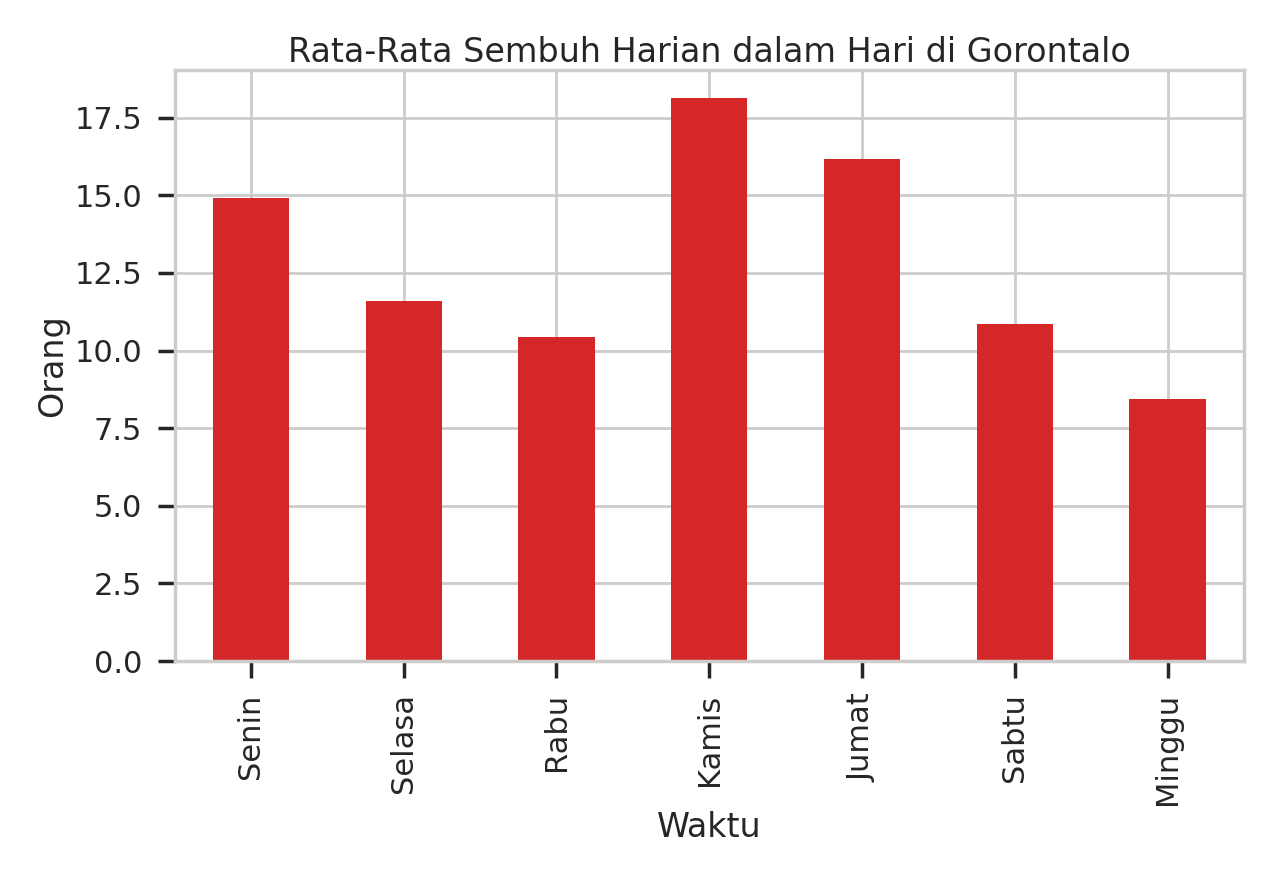 Rata-Rata Sembuh Harian dalam Hari di Gorontalo
17.5
15.0
12.5
10.0
7.5
5.0
2.5
0.0
Orang
Senin
Selasa
Rabu
Kamis
Jumat
Sabtu
Minggu
Waktu